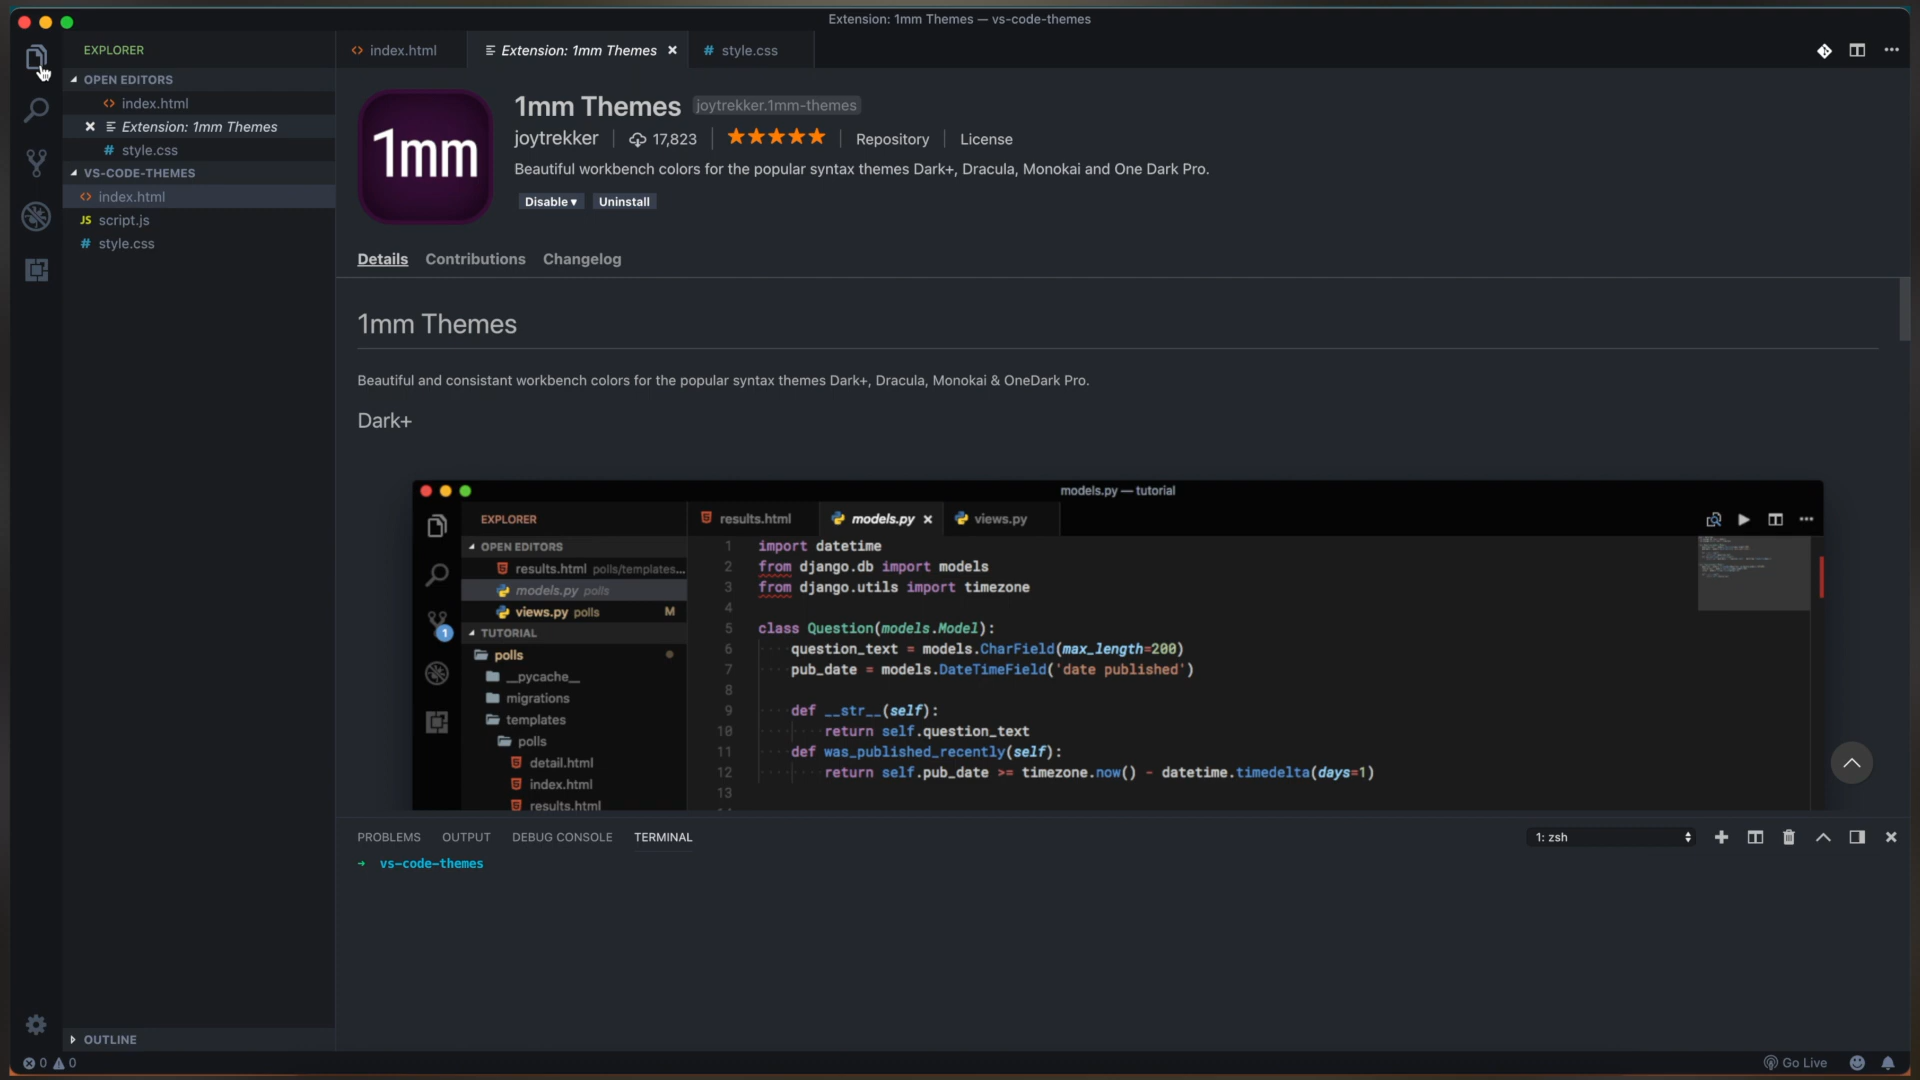 Extension: 1mm Themes — vs-code-themes
EXPLORER
index.html
Extension: 1mm Themes
style.css
OPEN EDITORS
index.html
Extension: 1mm Themes
style.css
VS-CODE-THEMES
index.html
JS script.js
# style.css
1mm
1mm Themes joytrekker.1mm-themes
joytrekker 17,823 Repository License
Beautiful workbench colors for the popular syntax themes Dark+, Dracula, Monokai and One Dark Pro.
Disable Uninstall
Details Contributions Changelog
1mm Themes
Beautiful and consistant workbench colors for the popular syntax themes Dark+, Dracula, Monokai & OneDark Pro.
Dark+
models.py — tutorial
EXPLORER
results.html
models.py
views.py
OPEN EDITORS
results.html polls/templates...
models.py polls
views.py polls M
1
TUTORIAL
polls
__pycache__
migrations
templates
polls
detail.html
index.html
results.html
1 import datetime
2 from django.db import models
3 from django.utils import timezone
4
5 class Question(models.Model):
6 question_text = models.CharField(max_length=200)
7 pub_date = models.DateTimeField('date published')
8
9 def __str__(self):
10 return self.question_text
11 def was_published_recently(self):
12 return self.pub_date >= timezone.now() - datetime.timedelta(days=1)
13
PROBLEMS OUTPUT DEBUG CONSOLE TERMINAL
1: zsh
→ vs-code-themes
OUTLINE
0 0
Go Live